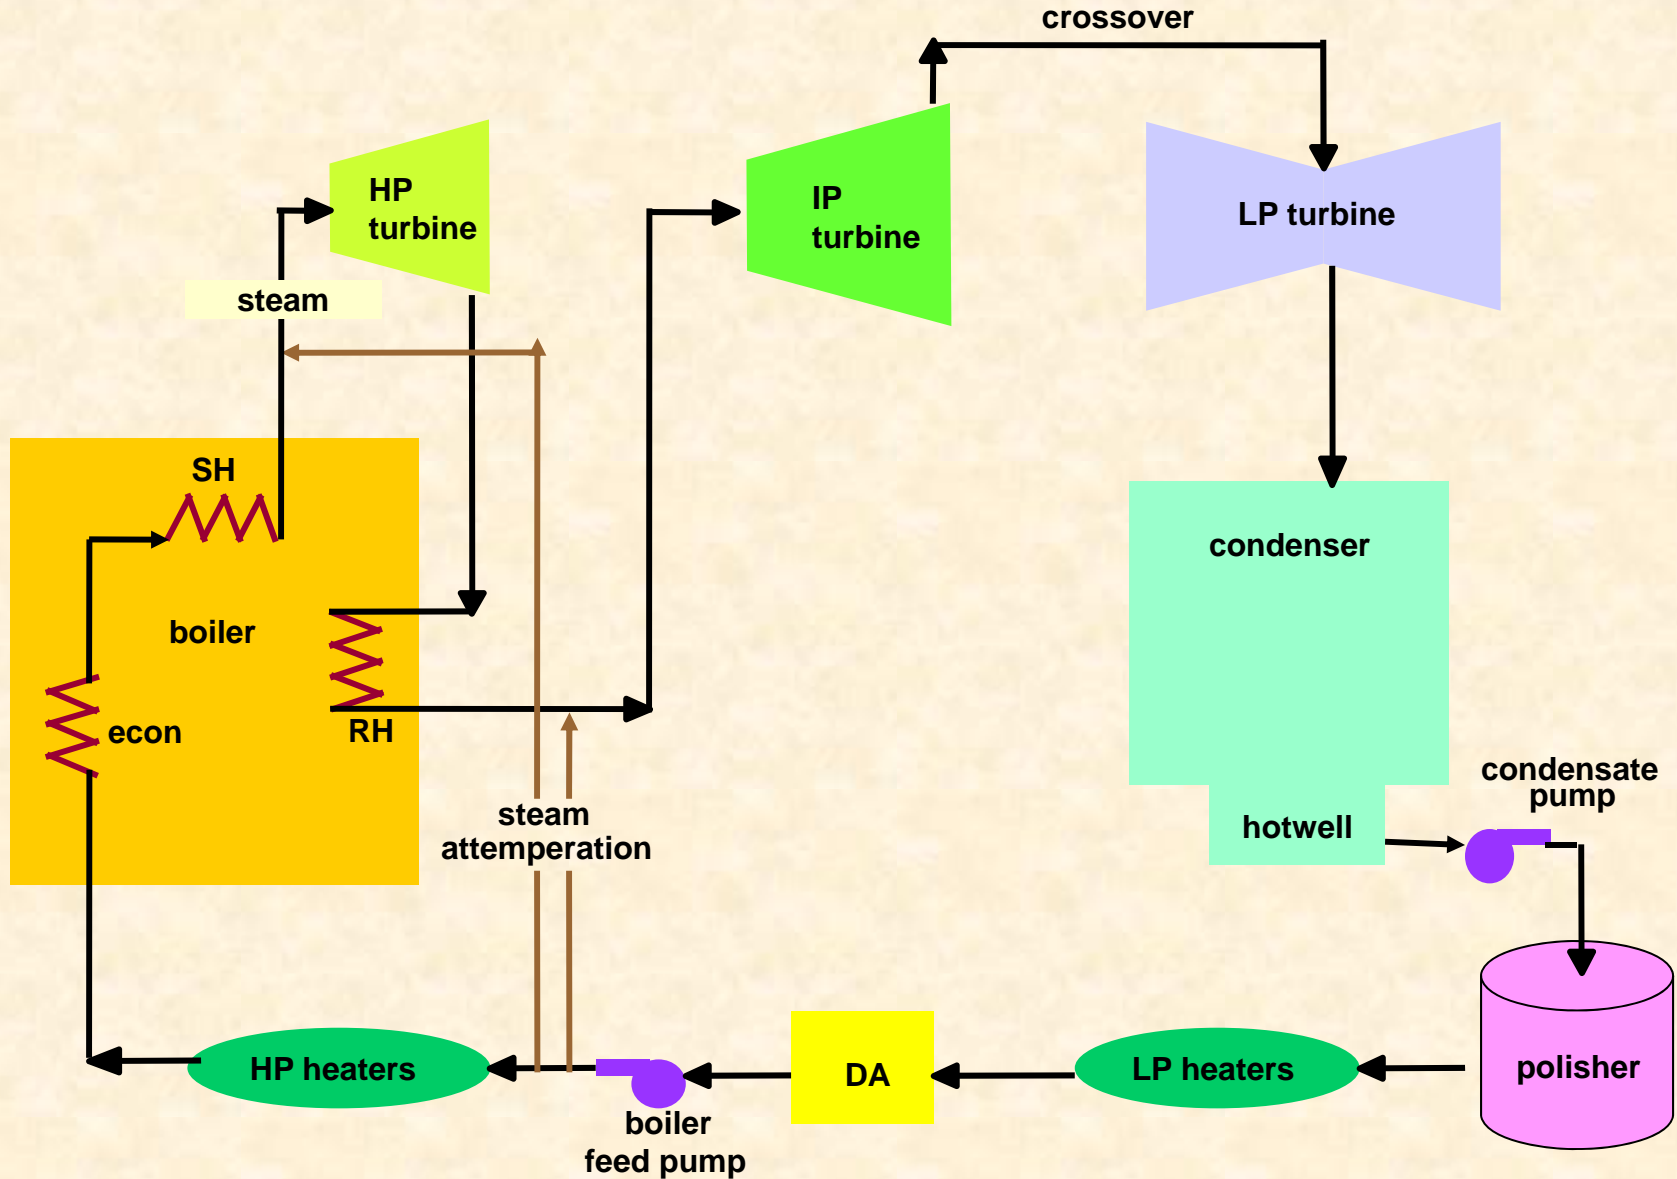 crossover
HP
turbine
IP
turbine
LP turbine
steam
SH
condenser
boiler
econ
RH
condensate
pump
steam
attemperation
hotwell
HP heaters
DA
LP heaters
polisher
boiler
feed pump